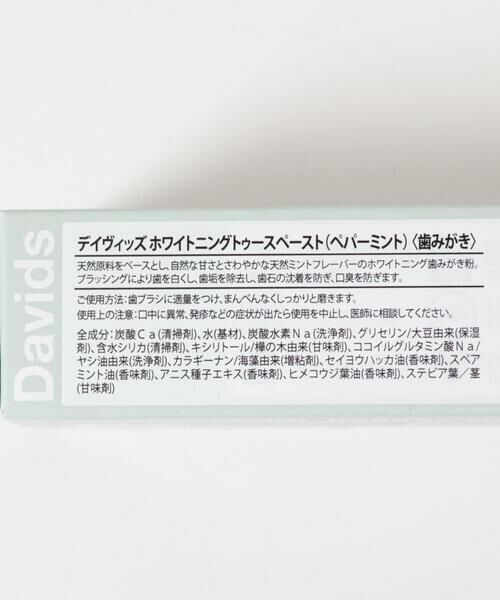 Davids
デイヴィッズ ホワイトニングトゥースペースト(ペパーミント)〈歯みがき〉
天然原料をベースとし、自然な甘さとさわやかな天然ミントフレーバーのホワイトニング歯みがき粉。
ブラッシングにより歯を白くし、歯垢を除去し、歯石の沈着を防ぎ、口臭を防ぎます。
ご使用方法:歯ブラシに適量をつけ、まんべんなくしっかりと磨きます。
使用上の注意:口中に異常、発疹などの症状が出たら使用を中止し、医師に相談してください。
全成分:炭酸Ca(清掃剤)、水(基材)、炭酸水素Na(洗浄剤)、グリセリン/大豆由来(保湿
剤)、含水シリカ(清掃剤)、キシリトール/樺の木由(甘味剤)、ココイルグルタミン酸Na/
ヤシ油由来(洗浄剤)、カラギーナン/海藻由来(増粘剤)、セイヨウハッカ油(香味剤)、スペア
ミント油(香味剤)、アニス種子エキス(香味剤)、ヒメコウジ葉油(香味剤)、ステビア葉/茎
(甘味剤)